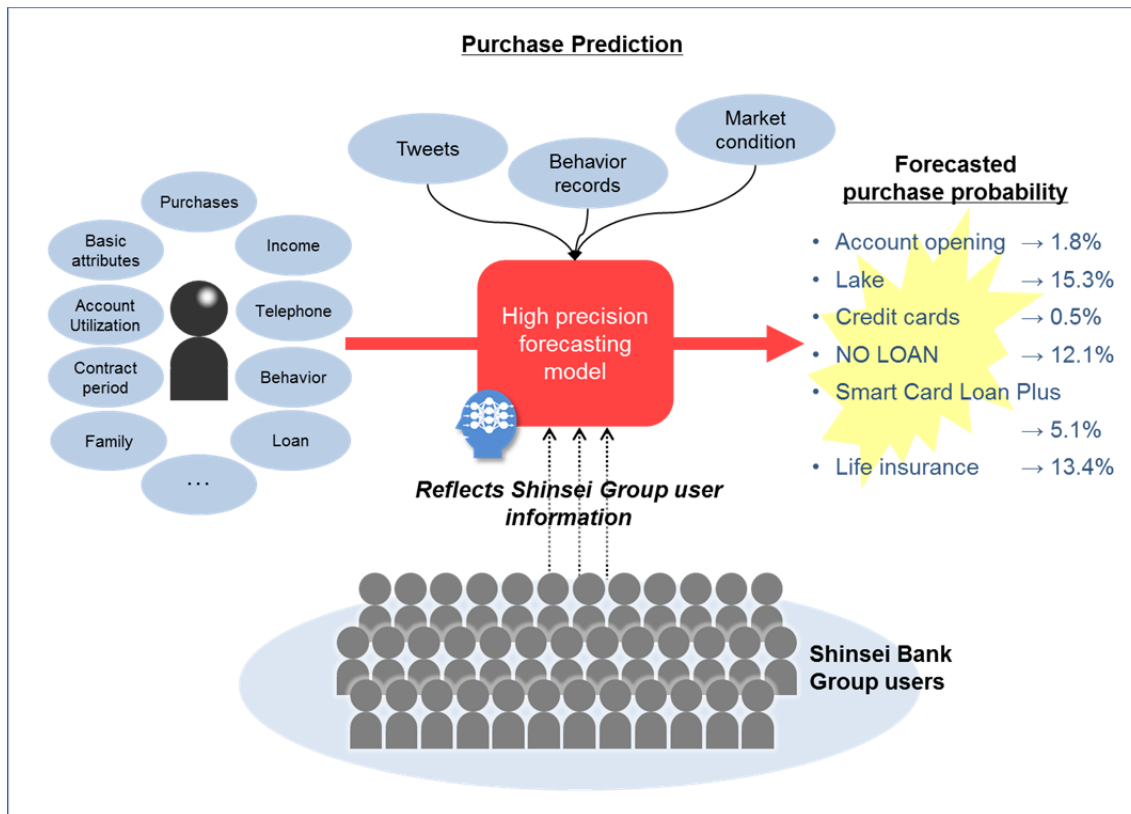 Purchase Prediction
Tweets
Behavior
records
Market
condition
Purchases
Basic
attributes
Income
Account
Utilization
Telephone
Contract
period
Behavior
Family
Loan
…
High precision
forecasting
model
Forecasted
purchase probability
• Account opening → 1.8%
• Lake → 15.3%
• Credit cards → 0.5%
• NO LOAN → 12.1%
• Smart Card Loan Plus
→ 5.1%
• Life insurance → 13.4%
Reflects Shinsei Group user
information
Shinsei Bank
Group users